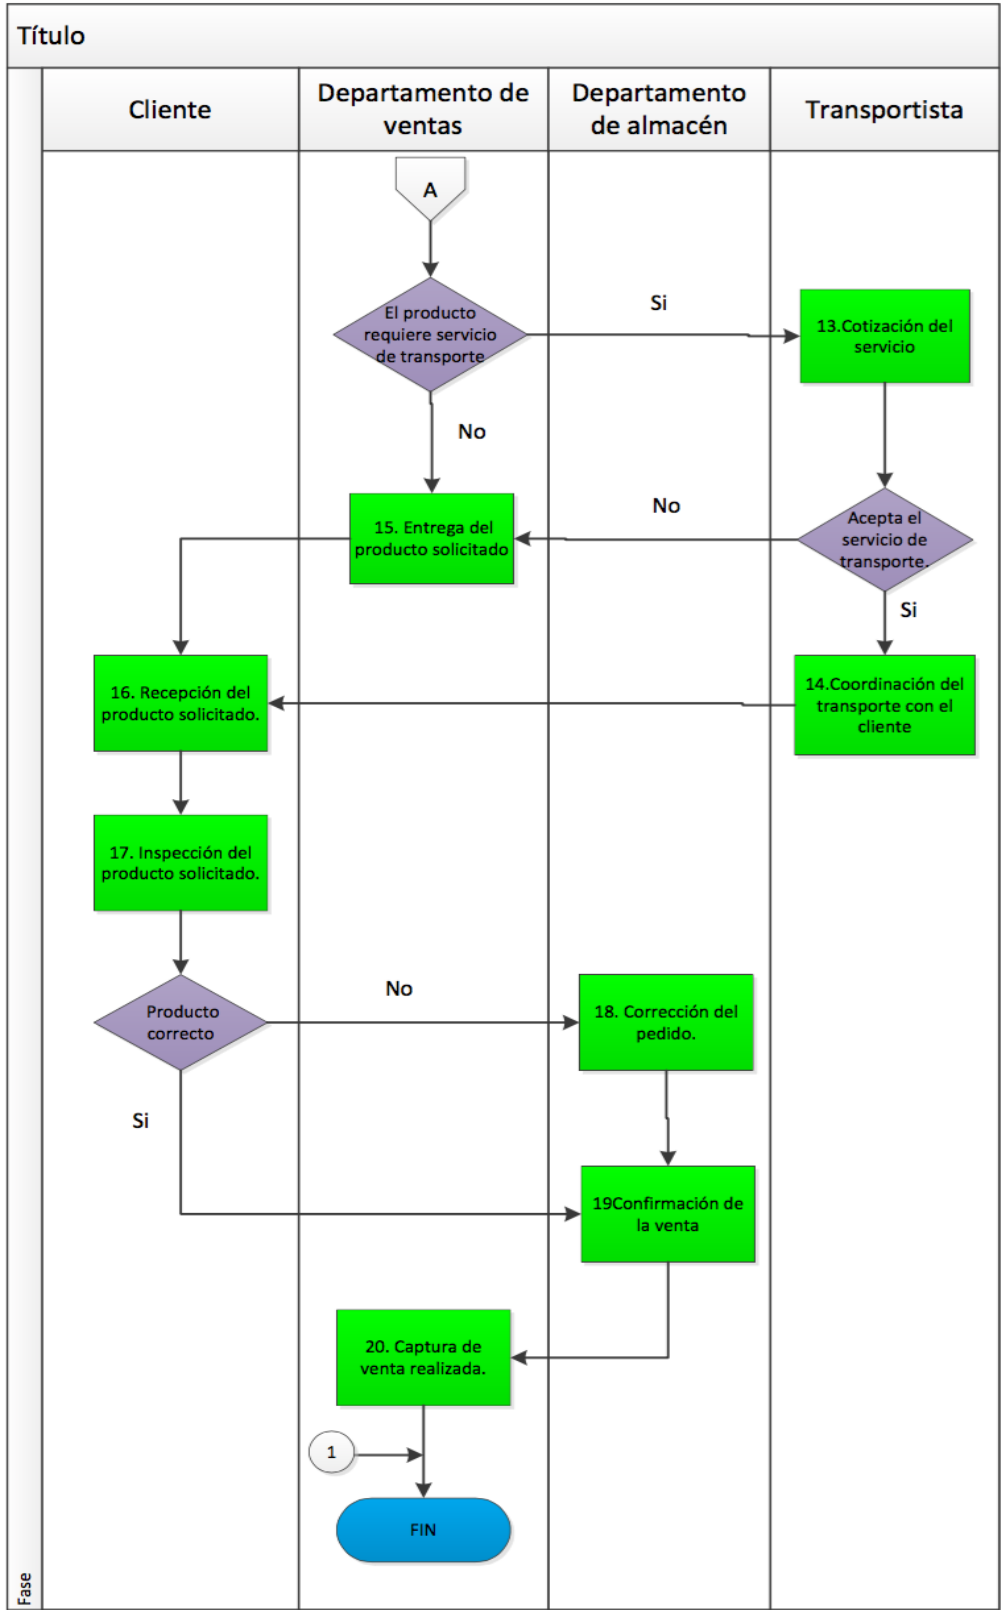 Título
Cliente
Departamento de
ventas
Departamento
de almacén
Transportista
A
El producto
requiere servicio
de transporte
Si
13.Cotización del
servicio
No
15. Entrega del
producto solicitado
No
Acepta el
servicio de
transporte.
Si
16. Recepción del
producto solicitado.
14.Coordinación del
transporte con el
cliente
17. Inspección del
producto solicitado.
Producto
correcto
No
18. Corrección del
pedido.
Si
19Confirmación de
la venta
20. Captura de
venta realizada.
1
FIN
Fase